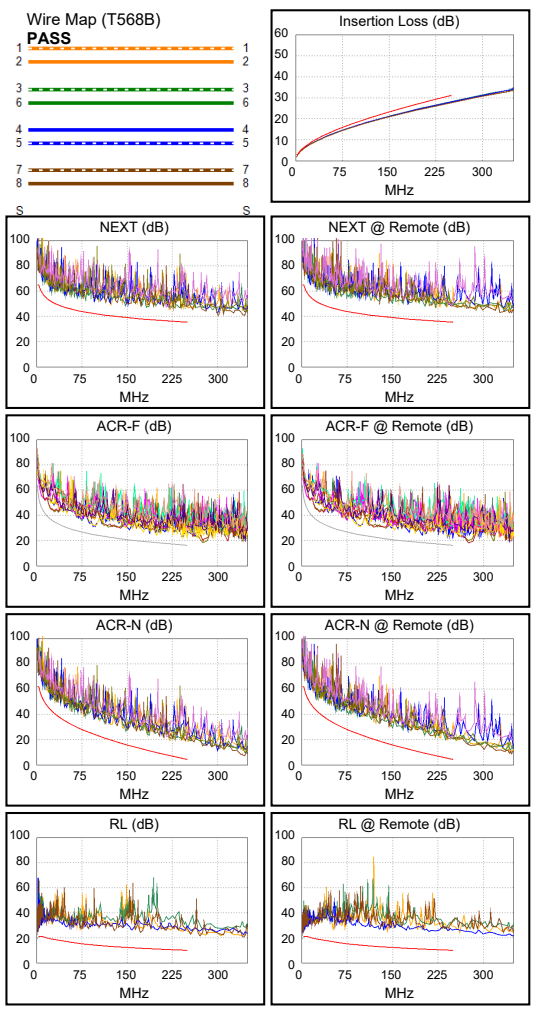 Wire Map (T568B)
PASS
1 1
2 2
3 3
6 6
4 4
5 5
7 7
8 8
S S
Insertion Loss (dB)
60
50
40
30
20
10
0
0 75 150 225 300
MHz
NEXT (dB)
100
80
60
40
20
0
0 75 150 225 300
MHz
NEXT @ Remote (dB)
100
80
60
40
20
0
0 75 150 225 300
MHz
ACR-F (dB)
100
80
60
40
20
0
0 75 150 225 300
MHz
ACR-F @ Remote (dB)
100
80
60
40
20
0
0 75 150 225 300
MHz
ACR-N (dB)
100
80
60
40
20
0
0 75 150 225 300
MHz
ACR-N @ Remote (dB)
100
80
60
40
20
0
0 75 150 225 300
MHz
RL (dB)
100
80
60
40
20
0
0 75 150 225 300
MHz
RL @ Remote (dB)
100
80
60
40
20
0
0 75 150 225 300
MHz